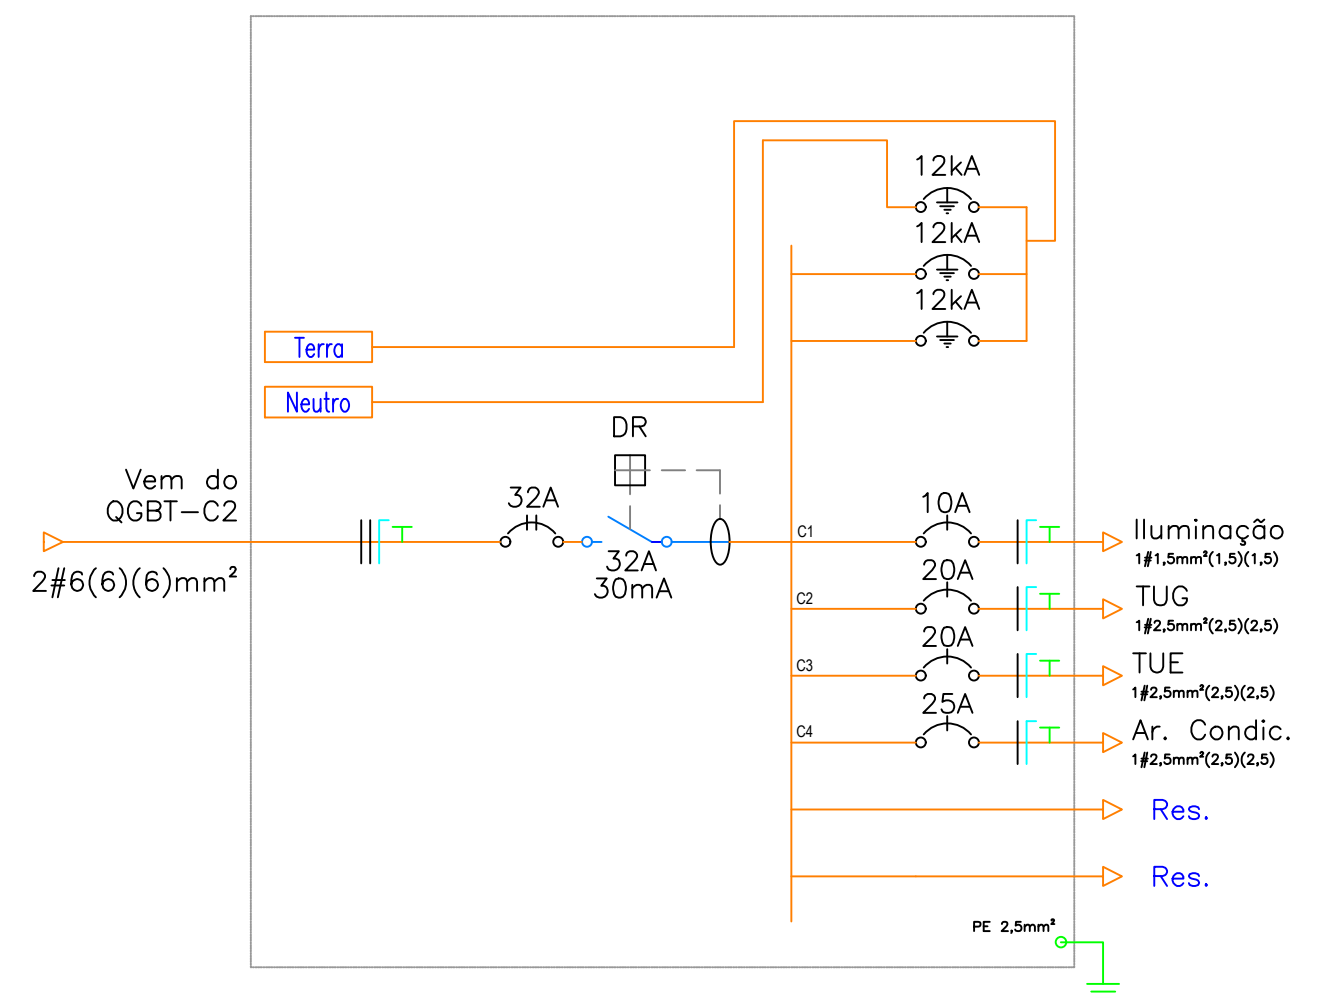 12kA
12kA
12kA
Terra
Neutro
DR
Vem do
QGBT-C2
2#6(6)(6)mm²
32A
32A
30mA
C1
10A
Iluminação
1#1,5mm²(1,5)(1,5)
C2
20A
TUG
1#2,5mm²(2,5)(2,5)
C3
20A
TUE
1#2,5mm²(2,5)(2,5)
C4
25A
Ar. Condic.
1#2,5mm²(2,5)(2,5)
Res.
Res.
PE 2,5mm²